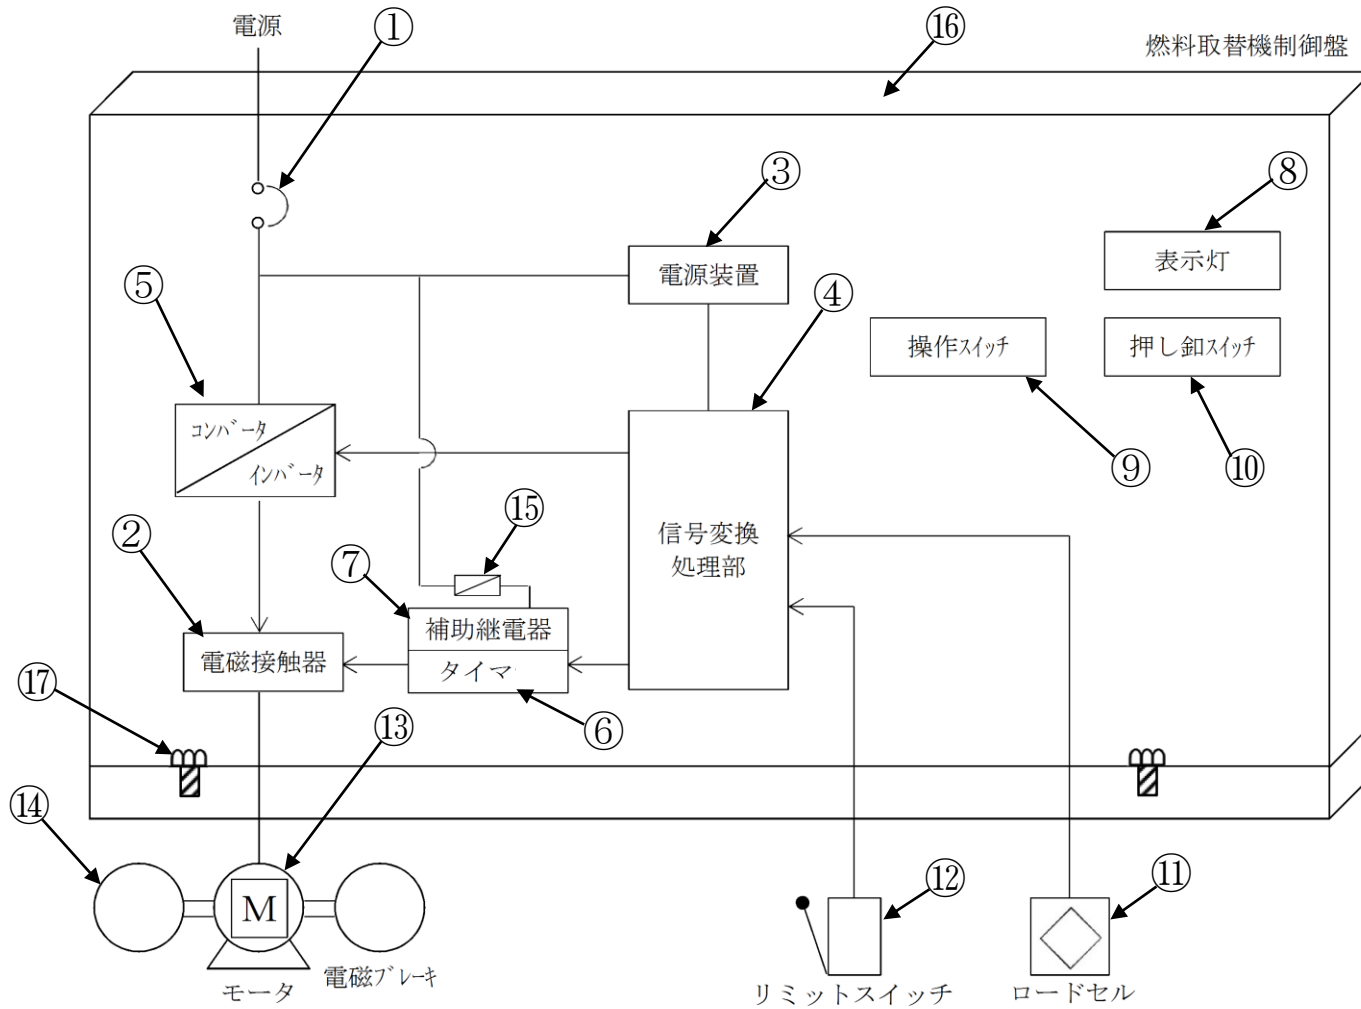 電源
①
⑯
燃料取替機制御盤
③
⑧
電源装置
表示灯
⑤
④
操作スイッチ
押し釦スイッチ
コンバータ
インバータ
⑨
⑩
②
⑮
信号変換
処理部
⑦
補助継電器
電磁接触器
タイマ
⑰
⑬
⑥
⑭
M
⑫
⑪
電磁ブレーキ
モータ
リミットスイッチ
ロードセル